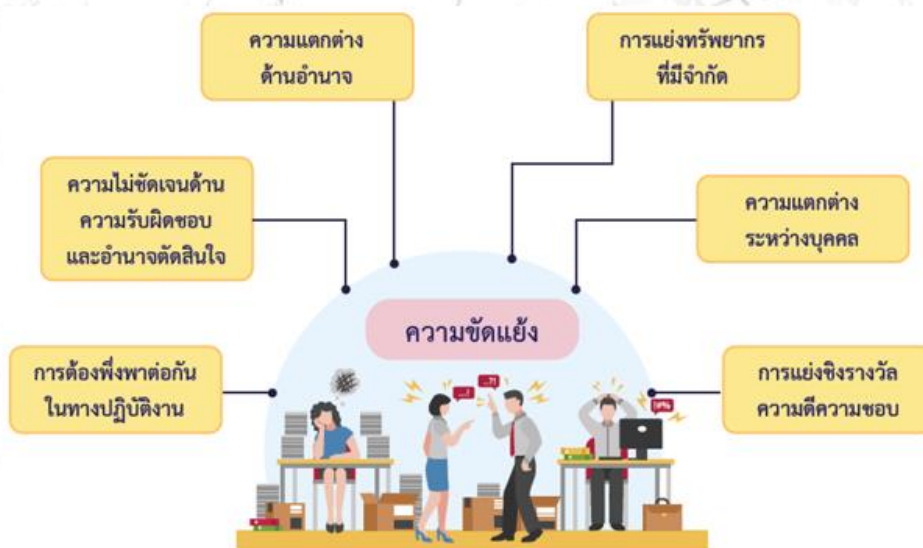 ความแตกต่าง
ด้านอำนาจ
การแย่งทรัพยากร
ที่มีจำกัด
ความไม่ชัดเจนด้าน
ความรับผิดชอบ
และอำนาจตัดสินใจ
ความแตกต่าง
ระหว่างบุคคล
ความขัดแย้ง
การต้องพึ่งพาต่อกัน
ในทางปฏิบัติงาน
การแย่งชิงรางวัล
ความดีความชอบ
...!
...?!
!@%